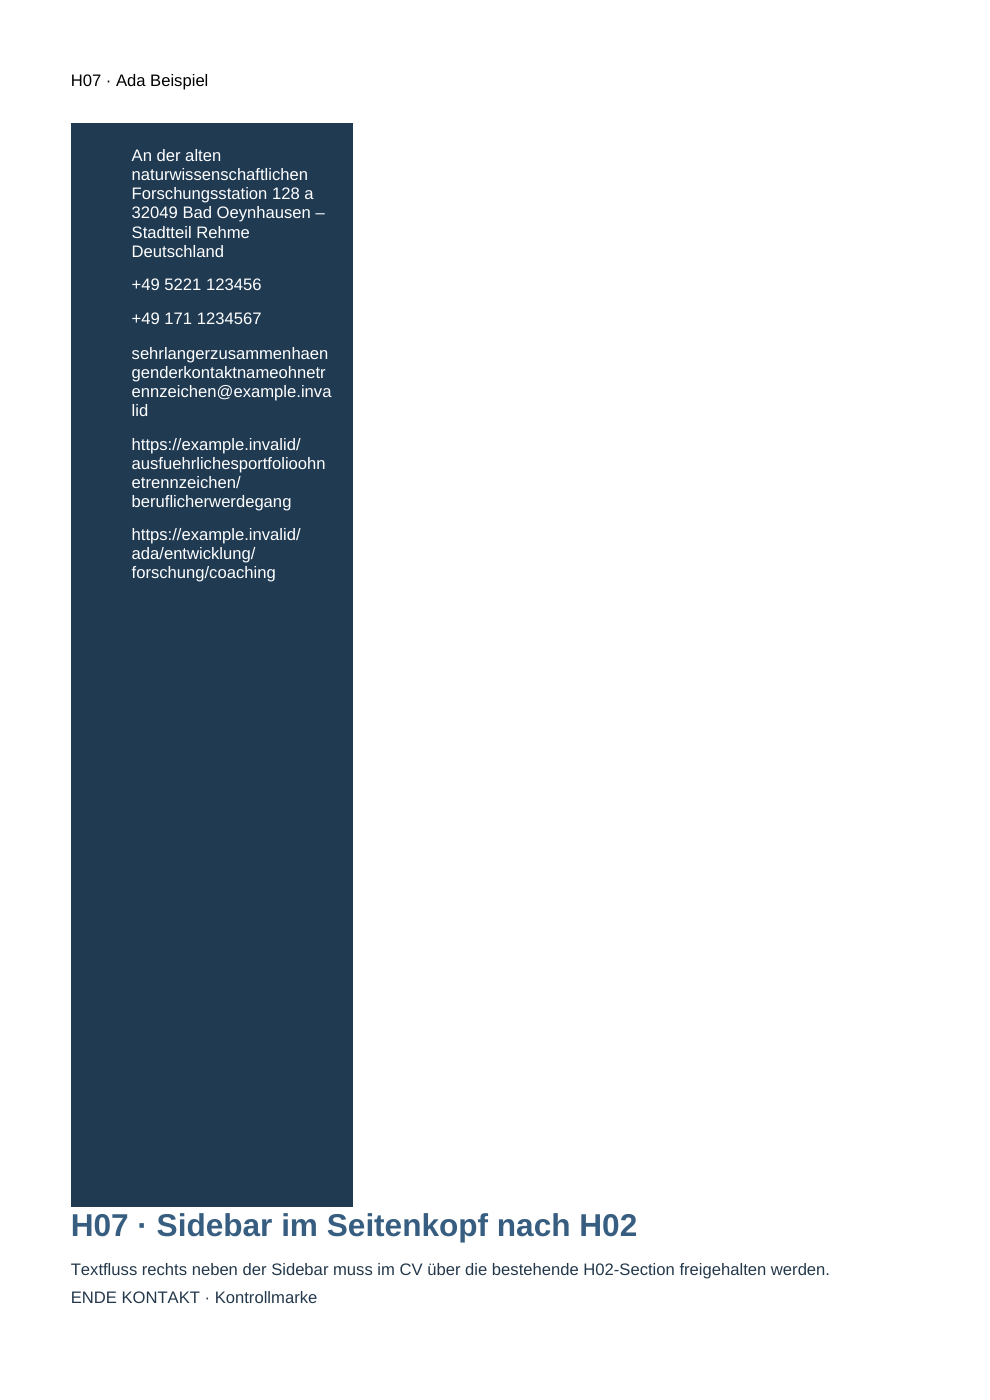 H07 · Ada Beispiel
An der alten
naturwissenschaftlichen
Forschungsstation 128 a
32049 Bad Oeynhausen –
Stadtteil Rehme
Deutschland
+49 5221 123456
+49 171 1234567
sehrlangerzusammenhaen
genderkontaktnameohnetr
ennzeichen@example.inva
lid
https://example.invalid/
ausfuehrlichesportfolioohn
etrennzeichen/
beruflicherwerdegang
https://example.invalid/
ada/entwicklung/
forschung/coaching
H07 · Sidebar im Seitenkopf nach H02
Textfluss rechts neben der Sidebar muss im CV über die bestehende H02-Section freigehalten werden.
ENDE KONTAKT · Kontrollmarke